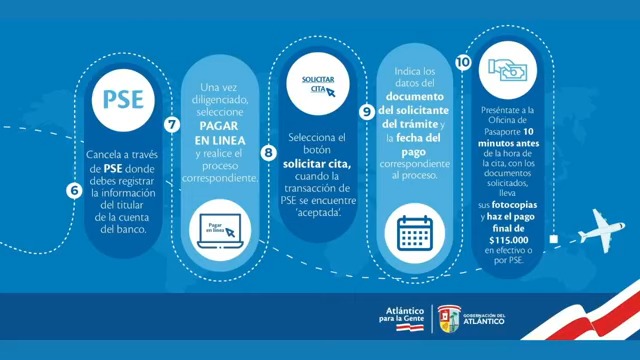 PSE
6
Cancela a través
de PSE donde
debes registrar
la información
del titular
de la cuenta
del banco.
7
Una vez
diligenciado,
seleccione
PAGAR
EN LINEA
y realice el
proceso
correspondiente.
Pagar
en línea
SOLICITAR
CITA
8
Selecciona el
botón
solicitar cita,
cuando la
transacción de
PSE se encuentre
'aceptada'.
9
Indica los
datos del
documento
del solicitante
del trámite y
la fecha del
pago
correspondiente
al proceso.
10
Preséntate a la
Oficina de
Pasaporte 10
minutos antes
de la hora de
la cita, con los
documentos
solicitados,
lleva
sus fotocopias
y haz el pago
final de
$115.000
en efectivo o
por PSE.
Atlántico
para la Gente
GOBERNACIÓN DEL
ATLÁNTICO